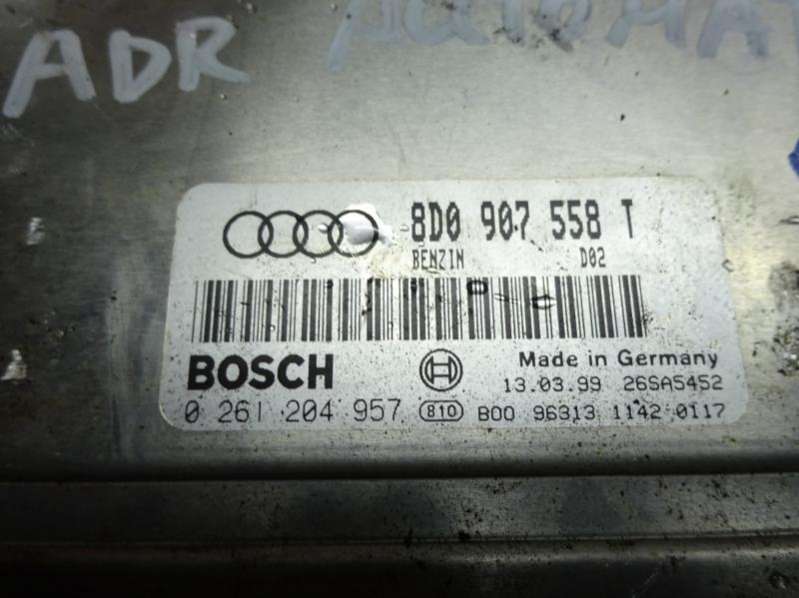 ADR AUTOMAT
8D0 907 558 T
BENZIN D02
BOSCH
Made in Germany
13.03.99 26SA5452
0 261 204 957 810 B00 96313 1142 0117